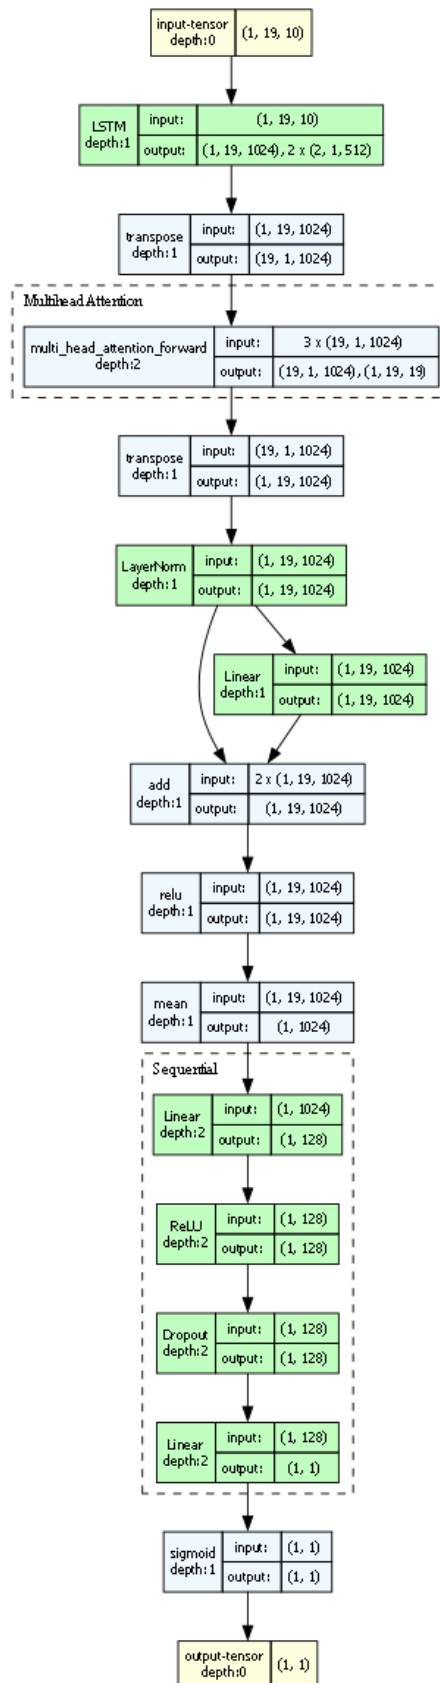 input-tensor
depth:0
(1, 19, 10)
LSTM
depth:1
input:
(1, 19, 10)
output:
(1, 19, 1024), 2 x (2, 1, 512)
transpose
depth:1
input:
(1, 19, 1024)
output:
(19, 1, 1024)
Multihead Attention
multi_head_attention_forward
depth:2
input:
3 x (19, 1, 1024)
output:
(19, 1, 1024), (1, 19, 19)
transpose
depth:1
input:
(19, 1, 1024)
output:
(1, 19, 1024)
LayerNorm
depth:1
input:
(1, 19, 1024)
output:
(1, 19, 1024)
Linear
depth:1
input:
(1, 19, 1024)
output:
(1, 19, 1024)
add
depth:1
input:
2 x (1, 19, 1024)
output:
(1, 19, 1024)
relu
depth:1
input:
(1, 19, 1024)
output:
(1, 19, 1024)
mean
depth:1
input:
(1, 19, 1024)
output:
(1, 1024)
Sequential
Linear
depth:2
input:
(1, 1024)
output:
(1, 128)
ReLU
depth:2
input:
(1, 128)
output:
(1, 128)
Dropout
depth:2
input:
(1, 128)
output:
(1, 128)
Linear
depth:2
input:
(1, 128)
output:
(1, 1)
sigmoid
depth:1
input:
(1, 1)
output:
(1, 1)
output-tensor
depth:0
(1, 1)